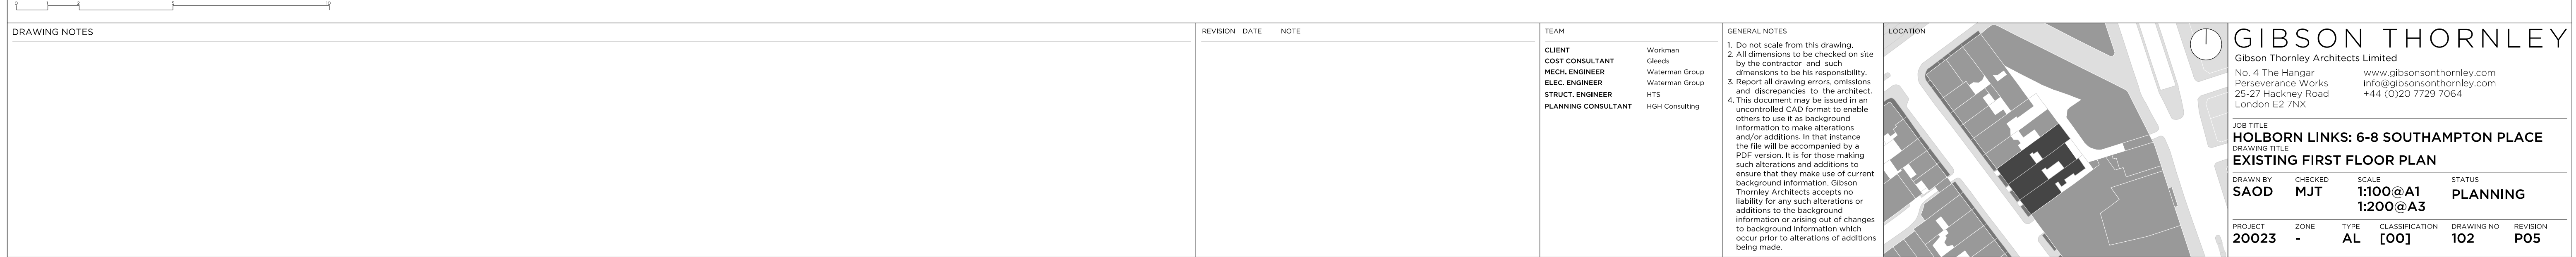 0 1 2 5 10
DRAWING NOTES
REVISION DATE NOTE
TEAM
CLIENT Workman
COST CONSULTANT Gleeds
MECH. ENGINEER Waterman Group
ELEC. ENGINEER Waterman Group
STRUCT. ENGINEER HTS
PLANNING CONSULTANT HGH Consulting
GENERAL NOTES
1. Do not scale from this drawing.
2. All dimensions to be checked on site
by the contractor and such
dimensions to be his responsibility.
3. Report all drawing errors, omissions
and discrepancies to the architect.
4. This document may be issued in an
uncontrolled CAD format to enable
others to use it as background
information to make alterations
and/or additions. In that instance
the file will be accompanied by a
PDF version. It is for those making
such alterations and additions to
ensure that they make use of current
background information. Gibson
Thornley Architects accepts no
liability for any such alterations or
additions to the background
information or arising out of changes
to background information which
occur prior to alterations of additions
being made.
LOCATION
GIBSON THORNLEY
Gibson Thornley Architects Limited
No. 4 The Hangar
Perseverance Works
25-27 Hackney Road
London E2 7NX
www.gibsonsonthornley.com
info@gibsonsonthornley.com
+44 (0)20 7729 7064
JOB TITLE
HOLBORN LINKS: 6-8 SOUTHAMPTON PLACE
DRAWING TITLE
EXISTING FIRST FLOOR PLAN
DRAWN BY CHECKED SCALE STATUS
SAOD MJT 1:100@A1 PLANNING
1:200@A3
PROJECT ZONE TYPE CLASSIFICATION DRAWING NO REVISION
20023 - AL [00] 102 P05